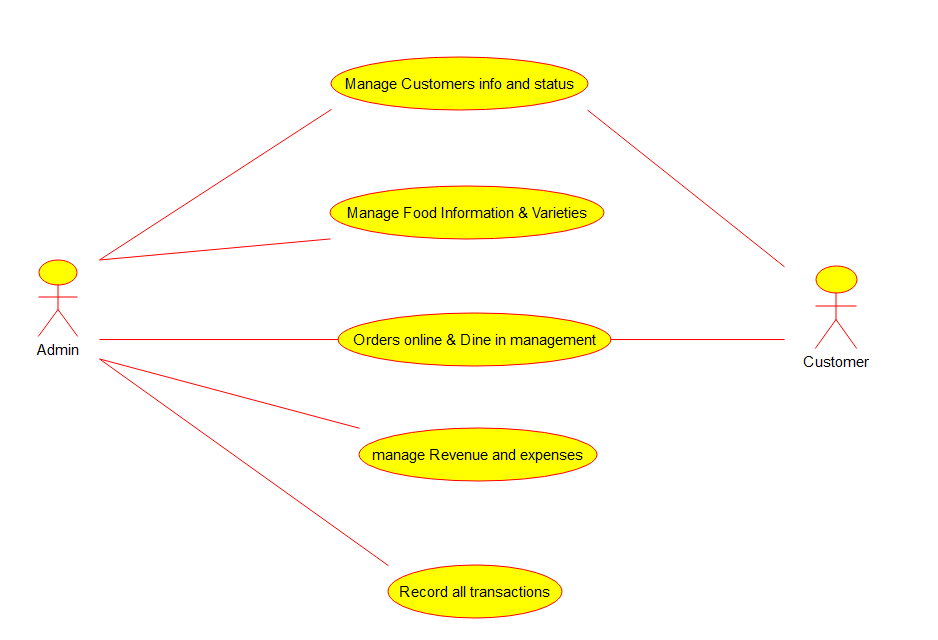 Manage Customers info and status
Manage Food Information & Varieties
Admin
Orders online & Dine in management
Customer
manage Revenue and expenses
Record all transactions